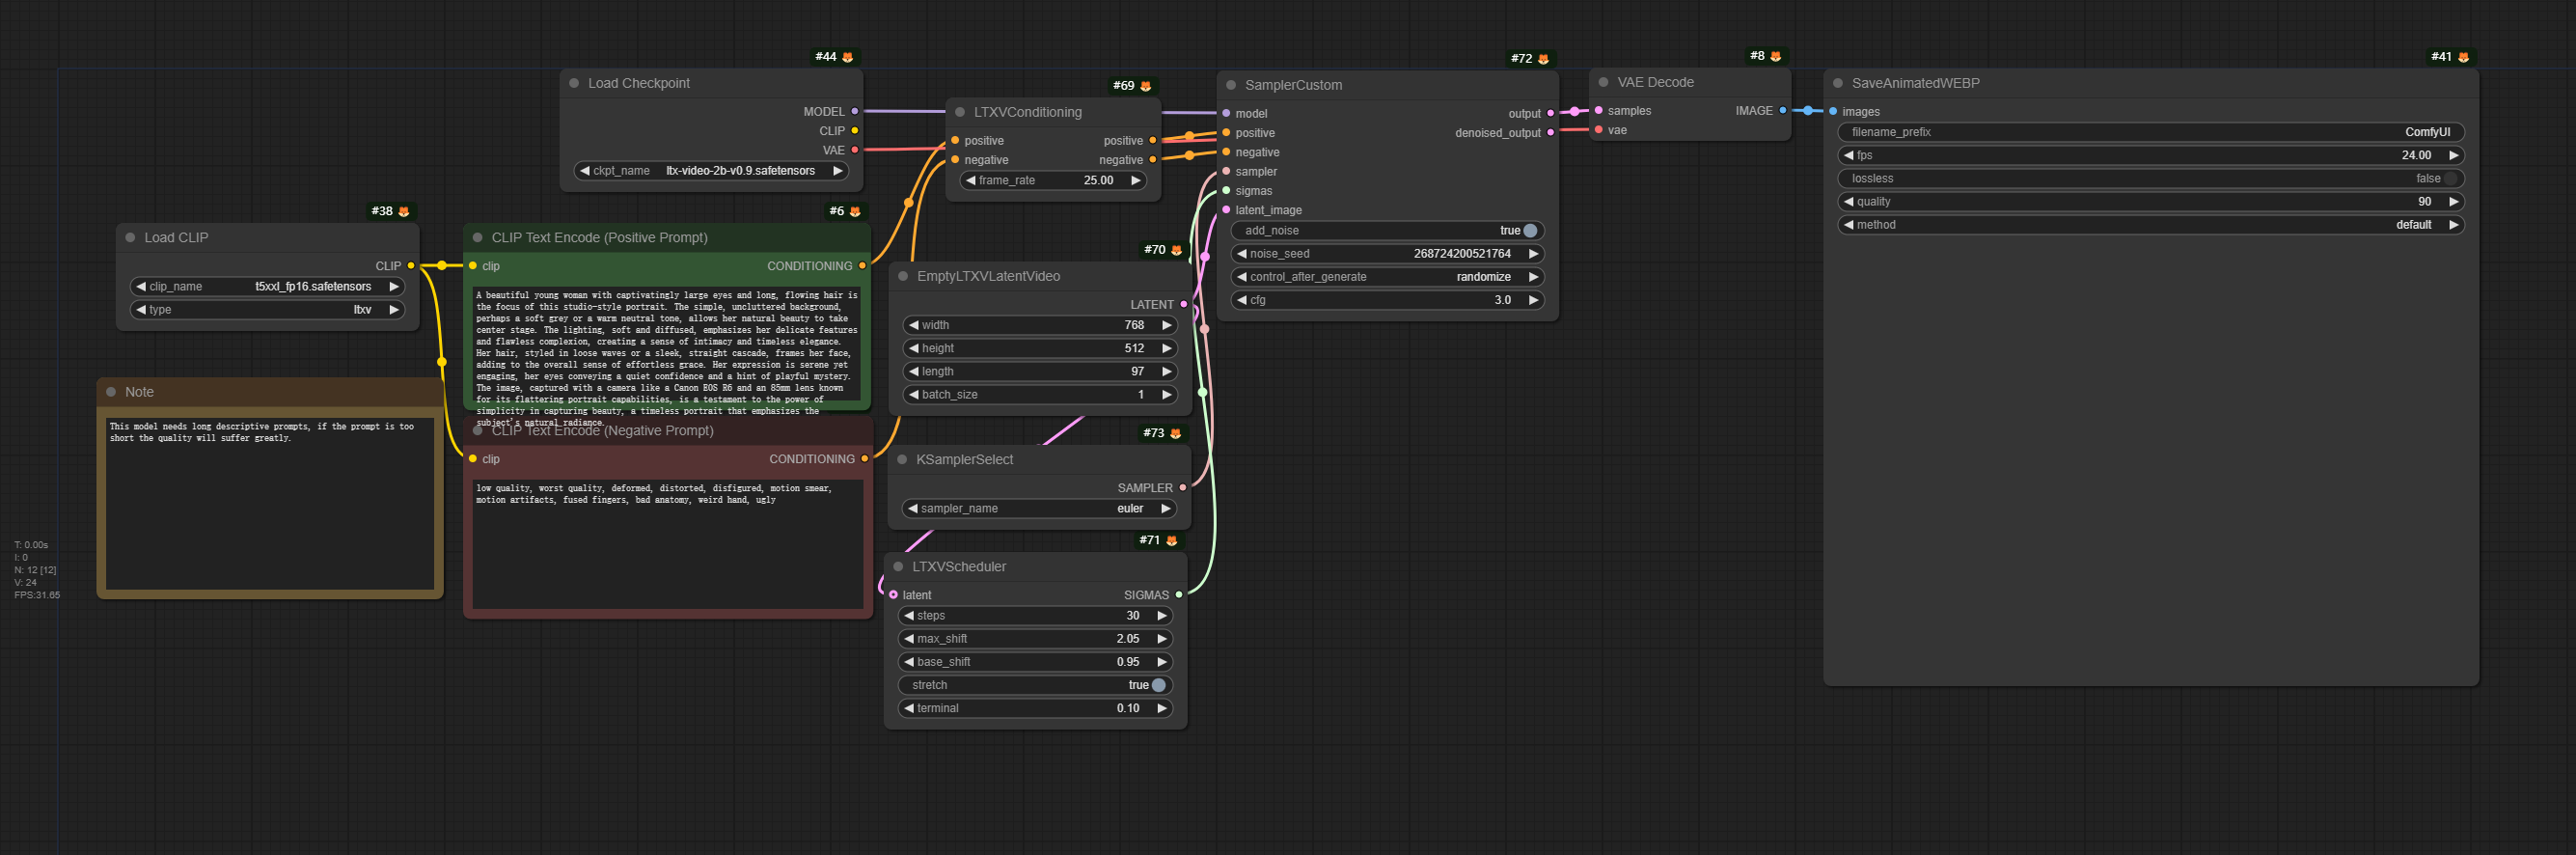 #44
Load Checkpoint
MODEL
CLIP
VAE
ckpt_name ltx-video-2b-v0.9.safetensors
#69
LTXVConditioning
positive positive
negative negative
frame_rate 25.00
#72
SamplerCustom
model output
positive denoised_output
negative
sampler
sigmas
latent_image
add_noise true
noise_seed 268724200521764
control_after_generate randomize
cfg 3.0
#8
VAE Decode
samples IMAGE
vae
#41
SaveAnimatedWEBP
images
filename_prefix ComfyUI
fps 24.00
lossless false
quality 90
method default
#38
Load CLIP
CLIP
clip_name t5xxl_fp16.safetensors
type ltxv
#6
CLIP Text Encode (Positive Prompt)
clip CONDITIONING
A beautiful young woman with captivatingly large eyes and long, flowing hair is
the focus of this studio-style portrait. The simple, uncluttered background,
perhaps a soft grey or a warm neutral tone, allows her natural beauty to take
center stage. The lighting, soft and diffused, emphasizes her delicate features
and flawless complexion, creating a sense of intimacy and timeless elegance.
Her hair, styled in loose waves or a sleek, straight cascade, frames her face,
adding to the overall sense of effortless grace. Her expression is serene yet
engaging, her eyes conveying a quiet confidence and a hint of playful mystery.
The image, captured with a camera like a Canon EOS R6 and an 85mm lens known
for its flattering portrait capabilities, is a testament to the power of
simplicity in capturing beauty, a timeless portrait that emphasizes the
subject's natural radiance.
CLIP Text Encode (Negative Prompt)
clip CONDITIONING
low quality, worst quality, deformed, distorted, disfigured, motion smear,
motion artifacts, fused fingers, bad anatomy, weird hand, ugly
Note
This model needs long descriptive prompts, if the prompt is too
short the quality will suffer greatly.
#70
EmptyLTXVLatentVideo
LATENT
width 768
height 512
length 97
batch_size 1
#73
KSamplerSelect
SAMPLER
sampler_name euler
#71
LTXVScheduler
latent SIGMAS
steps 30
max_shift 2.05
base_shift 0.95
stretch true
terminal 0.10
T: 0.00s
I: 0
N: 12 [12]
V: 24
FPS:31.65